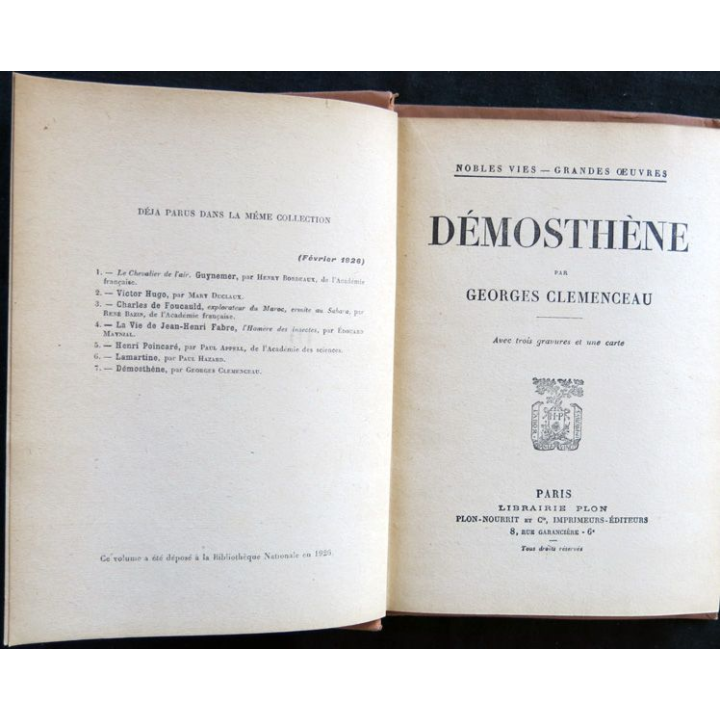 DÉJA PARUS DANS LA MÊME COLLECTION
(Février 1926)
1. — Le Chevalier de l'air. Guynemer, par HENRY BORDEAUX, de l'Académie
française.
2. — Victor Hugo, par MARY DUCLAUX.
3. — Charles de Foucauld, explorateur du Maroc, ermite au Sahara, par
RENÉ BAZIN, de l'Académie française.
4. — La Vie de Jean-Henri Fabre, l'Homère des insectes, par ÉDOUARD
MAYNIAL.
5. — Henri Poincaré, par PAUL APPELL, de l'Académie des sciences.
6. — Lamartine, par PAUL HAZARD.
7. — Démosthène, par GEORGES CLEMENCEAU.
Ce volume a été déposé à la Bibliothèque Nationale en 1926.
NOBLES VIES — GRANDES ŒUVRES
DÉMOSTHÈNE
PAR
GEORGES CLEMENCEAU
Avec trois gravures et une carte
H·P
PARIS
LIBRAIRIE PLON
PLON-NOURRIT ET Cie, IMPRIMEURS-ÉDITEURS
8, RUE GARANCIÈRE - 6e
Tous droits réservés